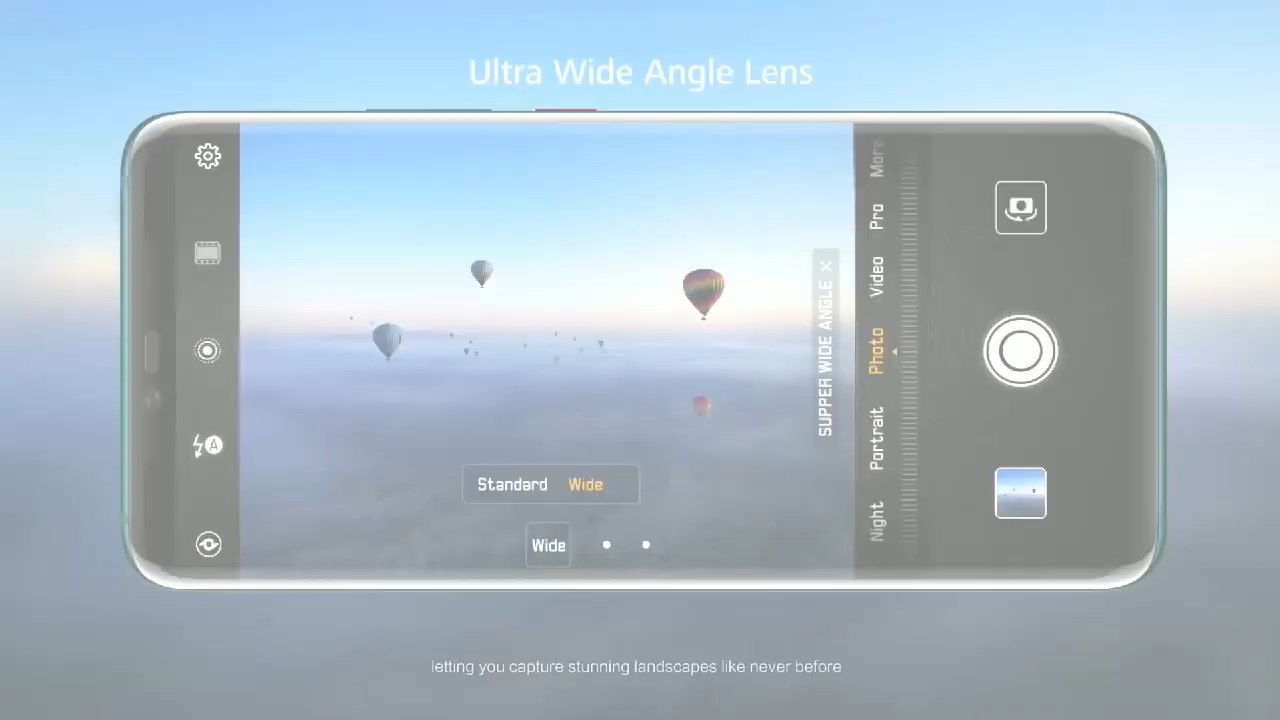 Ultra Wide Angle Lens
More
Pro
Video
Photo
Portrait
Night
SUPPER WIDE ANGLE X
A
Standard Wide
Wide
letting you capture stunning landscapes like never before